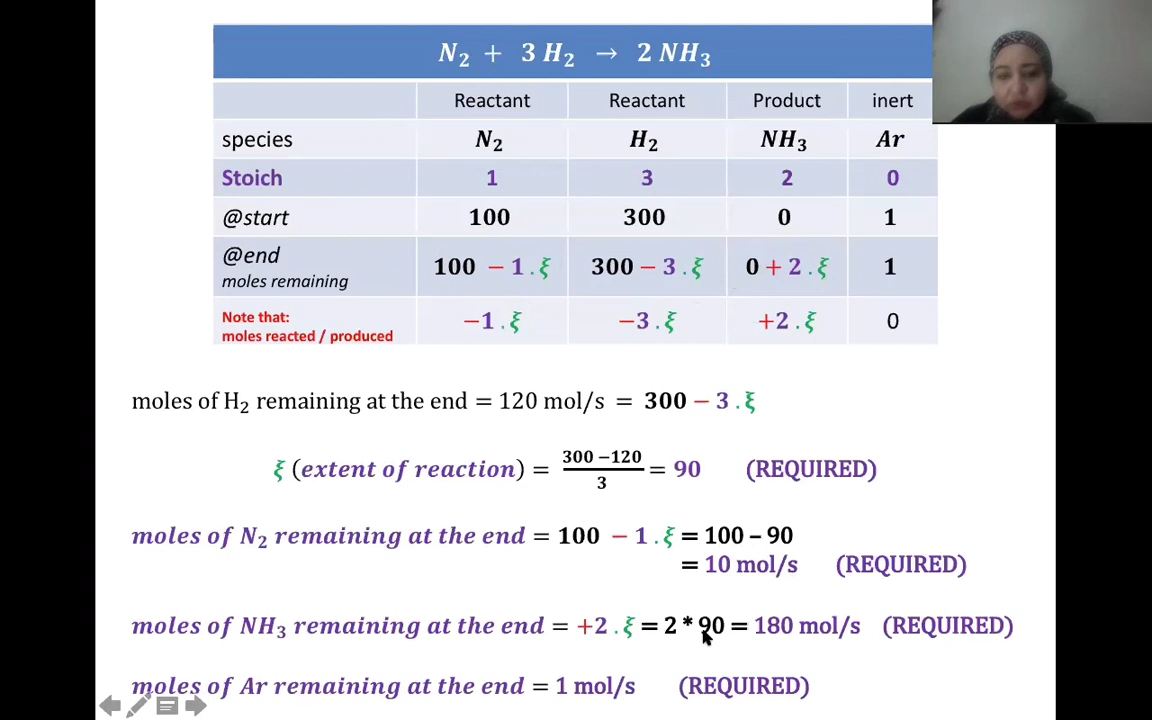 N₂ + 3 H₂ → 2 NH₃
Reactant Reactant Product inert
species N₂ H₂ NH₃ Ar
Stoich 1 3 2 0
@start 100 300 0 1
@end
moles remaining 100 − 1 . ξ 300 − 3 . ξ 0 + 2 . ξ 1
Note that:
moles reacted / produced −1 . ξ −3 . ξ +2 . ξ 0
moles of H₂ remaining at the end = 120 mol/s = 300 − 3 . ξ
ξ (extent of reaction) = (300 −120)/3 = 90 (REQUIRED)
moles of N₂ remaining at the end = 100 − 1 . ξ = 100 – 90
= 10 mol/s (REQUIRED)
moles of NH₃ remaining at the end = +2 . ξ = 2 * 90 = 180 mol/s (REQUIRED)
moles of Ar remaining at the end = 1 mol/s (REQUIRED)